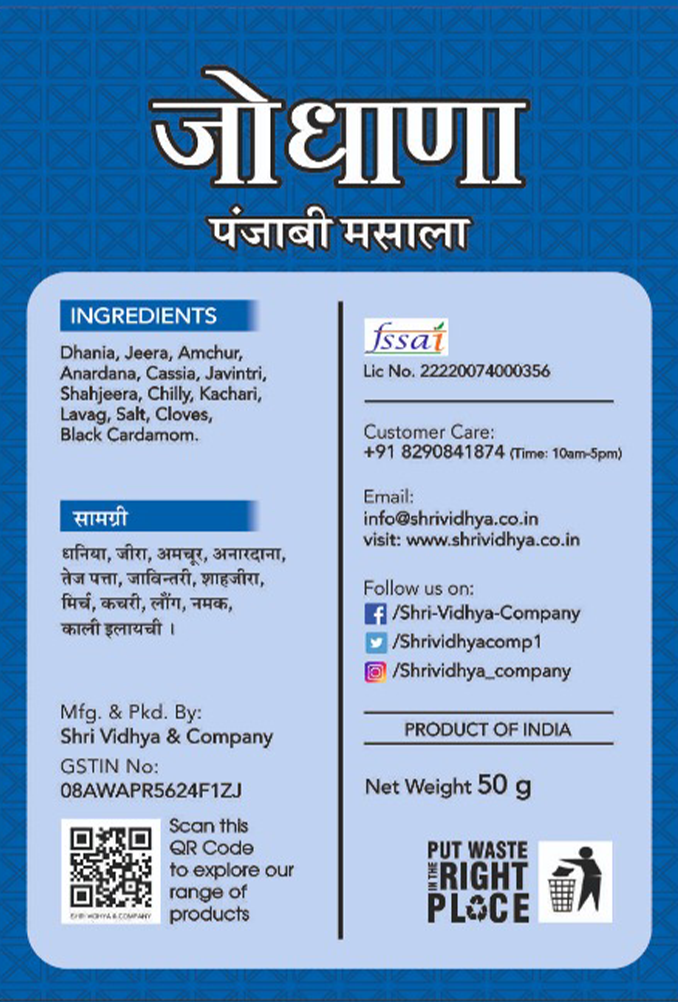 जोधाणा
पंजाबी मसाला
INGREDIENTS
Dhania, Jeera, Amchur,
Anardana, Cassia, Javintri,
Shahjeera, Chilly, Kachari,
Lavag, Salt, Cloves,
Black Cardamom.
सामग्री
धनिया, जीरा, अमचूर, अनारदाना,
तेज पत्ता, जाविन्तरी, शाहजीरा,
मिर्च, कचरी, लौंग, नमक,
काली इलायची ।
Mfg. & Pkd. By:
Shri Vidhya & Company
GSTIN No:
08AWAPR5624F1ZJ
SHRI VIDHYA & COMPANY
Scan this
QR Code
to explore our
range of
products
fssai
Lic No. 22220074000356
Customer Care:
+91 8290841874 (Time: 10am-5pm)
Email:
info@shrividhya.co.in
visit: www.shrividhya.co.in
Follow us on:
/Shri-Vidhya-Company
/Shrividhyacomp1
/Shrividhya_company
PRODUCT OF INDIA
Net Weight 50 g
PUT WASTE
IN THE RIGHT
PLACE